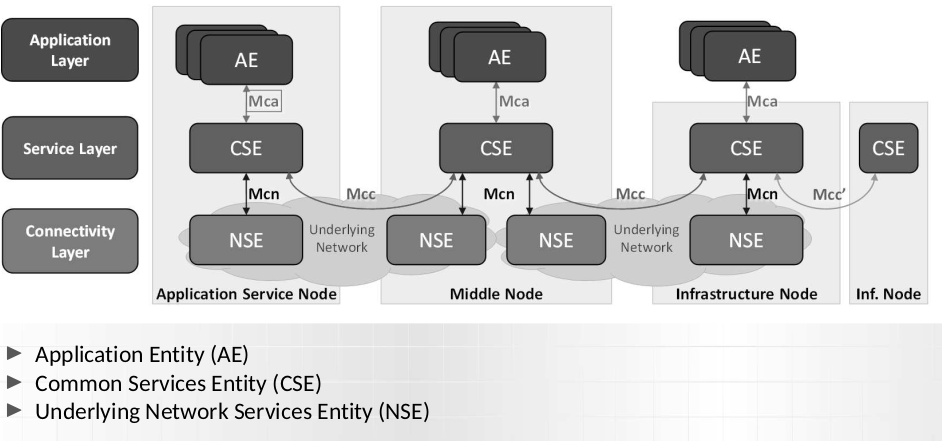 Application
Layer
AE
AE
AE
Mca
Mca
Mca
Service Layer
CSE
CSE
CSE
CSE
Mcn
Mcc
Mcn
Mcc
Mcn
Mcc’
Connectivity
Layer
NSE
Underlying
Network
NSE
NSE
Underlying
Network
NSE
Application Service Node
Middle Node
Infrastructure Node
Inf. Node
Application Entity (AE)
Common Services Entity (CSE)
Underlying Network Services Entity (NSE)